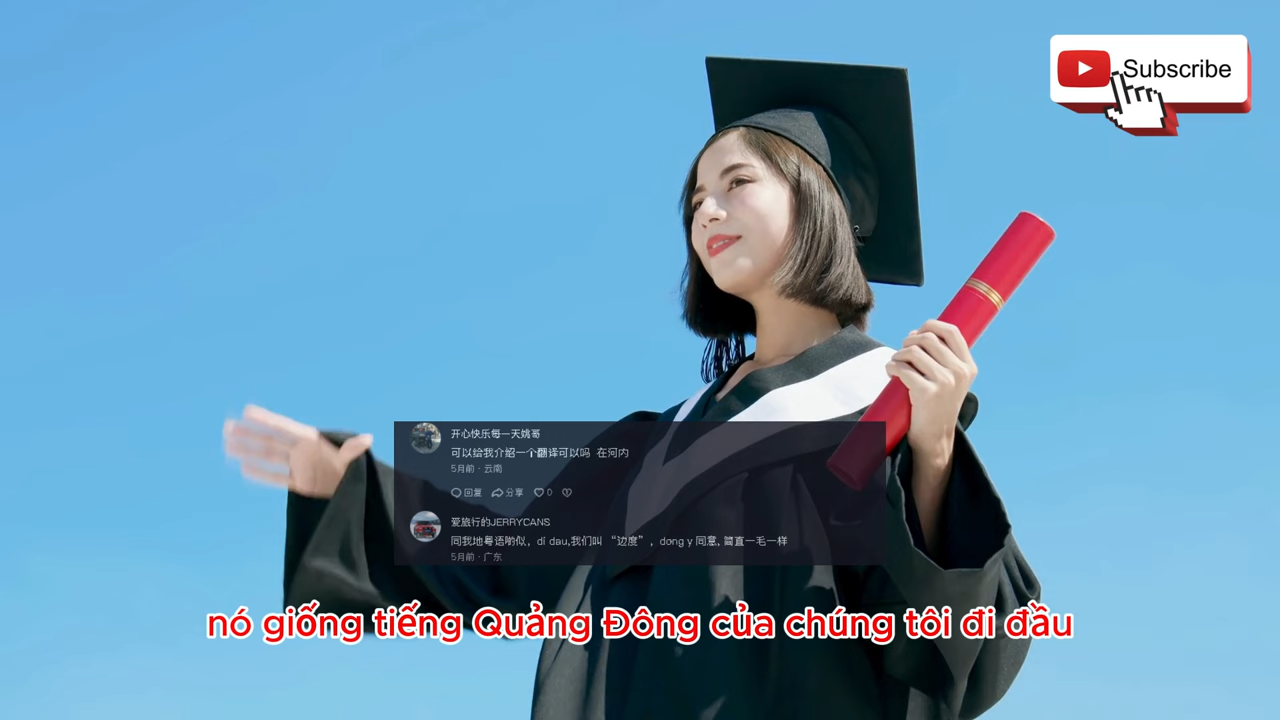 Subscribe
开心快乐每一天姚哥
可以给我介绍一个翻译可以吗 在河内
5月前 · 云南
回复 分享 0
爱旅行的JERRYCANS
同我地粤语啲似，di dau,我们叫 “边度” ，dong y 同意, 简直一毛一样
5月前 · 广东
nó giống tiếng Quảng Đông của chúng tôi đi đầu